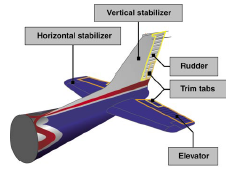 Vertical stabilizer
Horizontal stabilizer
Rudder
Trim tabs
Elevator